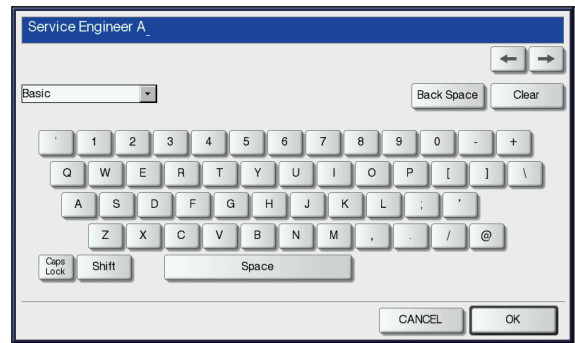 Service Engineer A_
← →
Basic Back Space Clear
` 1 2 3 4 5 6 7 8 9 0 - +
Q W E R T Y U I O P [ ] \
A S D F G H J K L ; '
Z X C V B N M , . / @
Caps Lock Shift Space
CANCEL OK